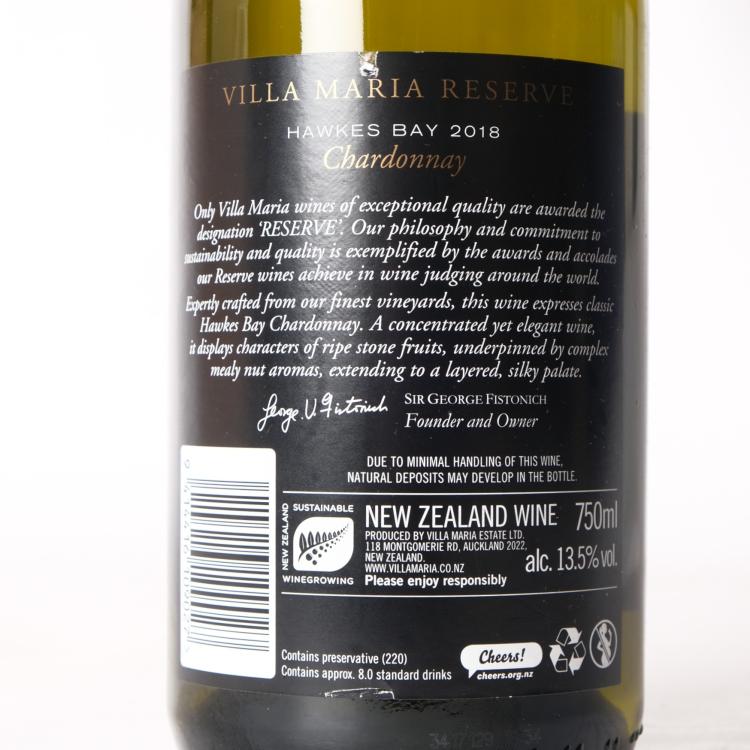 VILLA MARIA RESERVE
HAWKES BAY 2018
Chardonnay
Only Villa Maria wines of exceptional quality are awarded the
designation ‘RESERVE’. Our philosophy and commitment to
sustainability and quality is exemplified by the awards and accolades
our Reserve wines achieve in wine judging around the world.
Expertly crafted from our finest vineyards, this wine expresses classic
Hawkes Bay Chardonnay. A concentrated yet elegant wine,
it displays characters of ripe stone fruits, underpinned by complex
mealy nut aromas, extending to a layered, silky palate.
George V Fistonich
SIR GEORGE FISTONICH
Founder and Owner
DUE TO MINIMAL HANDLING OF THIS WINE,
NATURAL DEPOSITS MAY DEVELOP IN THE BOTTLE.
NEW ZEALAND
SUSTAINABLE
WINEGROWING
NEW ZEALAND WINE 750ml
PRODUCED BY VILLA MARIA ESTATE LTD.
118 MONTGOMERIE RD, AUCKLAND 2022,
NEW ZEALAND.
WWW.VILLAMARIA.CO.NZ
alc. 13.5% vol.
Please enjoy responsibly
Contains preservative (220)
Contains approx. 8.0 standard drinks
Cheers!
cheers.org.nz